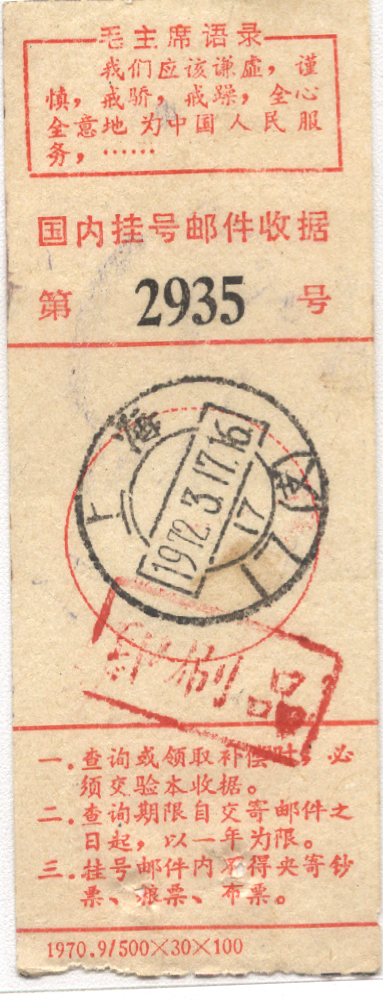 毛主席语录
我们应该谦虚，谨
慎，戒骄，戒躁，全心
全意地为中国人民服
务，……
国内挂号邮件收据
第 2935 号
上海
1972.3.17.16
17
(支)
印刷品
一．查询或领取补偿时，必
须交验本收据。
二．查询期限自交寄邮件之
日起，以一年为限。
三．挂号邮件内不得夹寄钞
票、粮票、布票。
1970.9/500×30×100